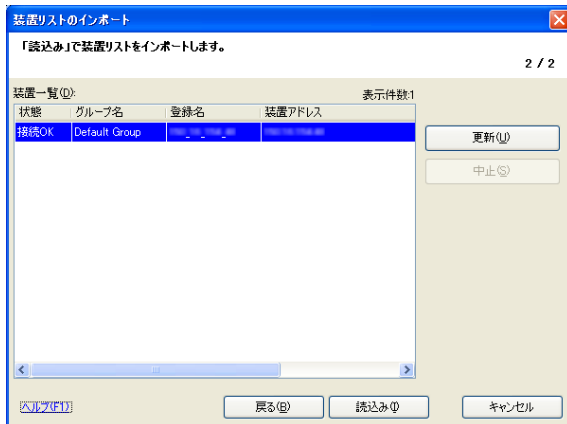 装置リストのインポート
「読込み」で装置リストをインポートします。
2 / 2
装置一覧(D): 表示件数:1
状態 グループ名 登録名 装置アドレス
接続OK Default Group
更新(U)
中止(S)
ヘルプ(F1) 戻る(B) 読込み(I) キャンセル